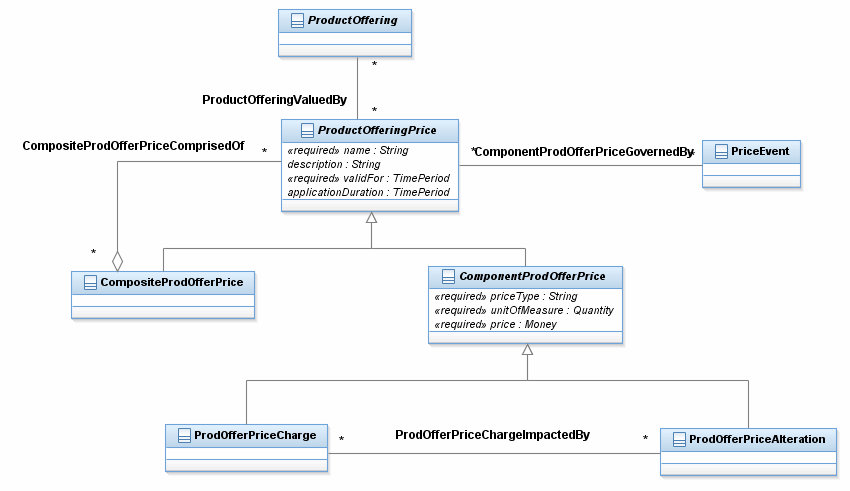 ProductOffering
*
ProductOfferingValuedBy
*
CompositeProdOfferPriceComprisedOf
*
ProductOfferingPrice
«required» name : String
description : String
«required» validFor : TimePeriod
applicationDuration : TimePeriod
*
ComponentProdOfferPriceGovernedBy
*
PriceEvent
*
CompositeProdOfferPrice
ComponentProdOfferPrice
«required» priceType : String
«required» unitOfMeasure : Quantity
«required» price : Money
ProdOfferPriceCharge
*
ProdOfferPriceChargeImpactedBy
*
ProdOfferPriceAlteration